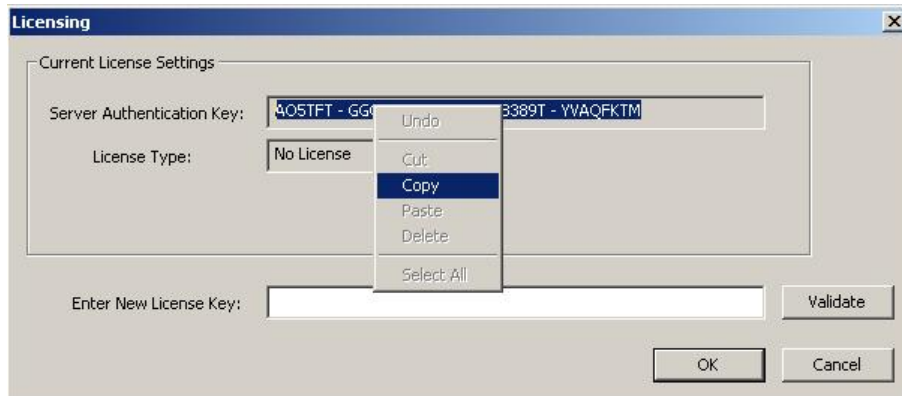 Licensing
Current License Settings
Server Authentication Key: AO5TFT - GG 3389T - YVAQFKTM
License Type: No License
Undo
Cut
Copy
Paste
Delete
Select All
Enter New License Key:
Validate
OK
Cancel